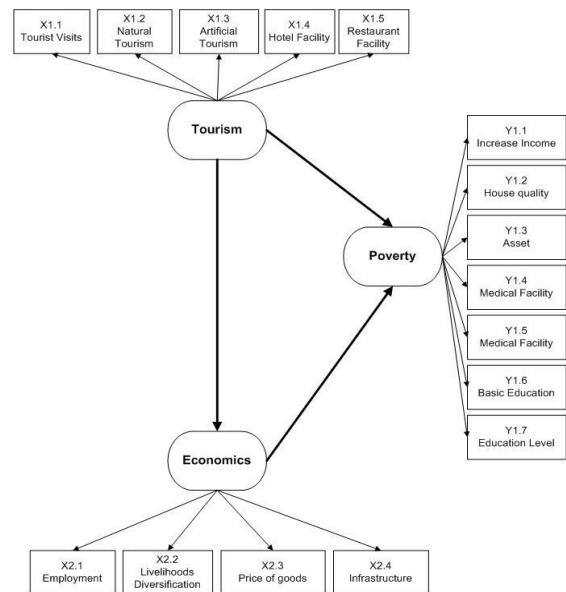 X1.1
Tourist Visits
X1.2
Natural
Tourism
X1.3
Artificial
Tourism
X1.4
Hotel Facility
X1.5
Restaurant
Facility
Tourism
Y1.1
Increase Income
Y1.2
House quality
Y1.3
Asset
Poverty
Y1.4
Medical Facility
Y1.5
Medical Facility
Y1.6
Basic Education
Y1.7
Education Level
Economics
X2.1
Employment
X2.2
Livelihoods
Diversification
X2.3
Price of goods
X2.4
Infrastructure